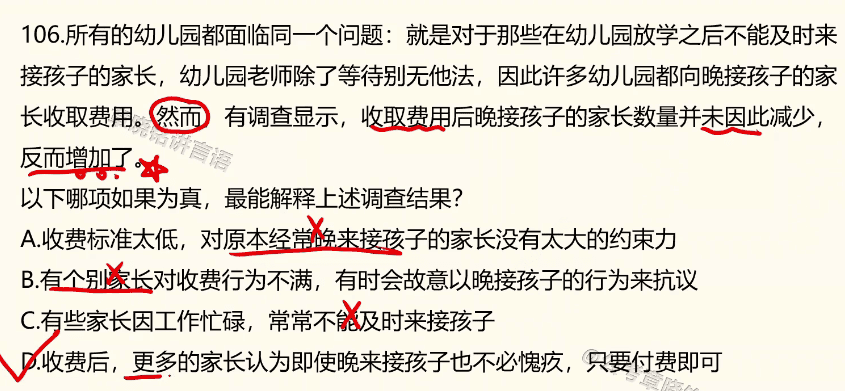 106.所有的幼儿园都面临同一个问题：就是对于那些在幼儿园放学之后不能及时来
接孩子的家长，幼儿园老师除了等待别无他法，因此许多幼儿园都向晚接孩子的家
长收取费用。然而 有调查显示，收取费用后晚接孩子的家长数量并未因此减少，
反而增加了。
以下哪项如果为真，最能解释上述调查结果？
A.收费标准太低，对原本经常晚来接孩子的家长没有太大的约束力
B.有个别家长对收费行为不满，有时会故意以晚接孩子的行为来抗议
C.有些家长因工作忙碌，常常不能及时来接孩子
D.收费后，更多的家长认为即使晚来接孩子也不必愧疚，只要付费即可